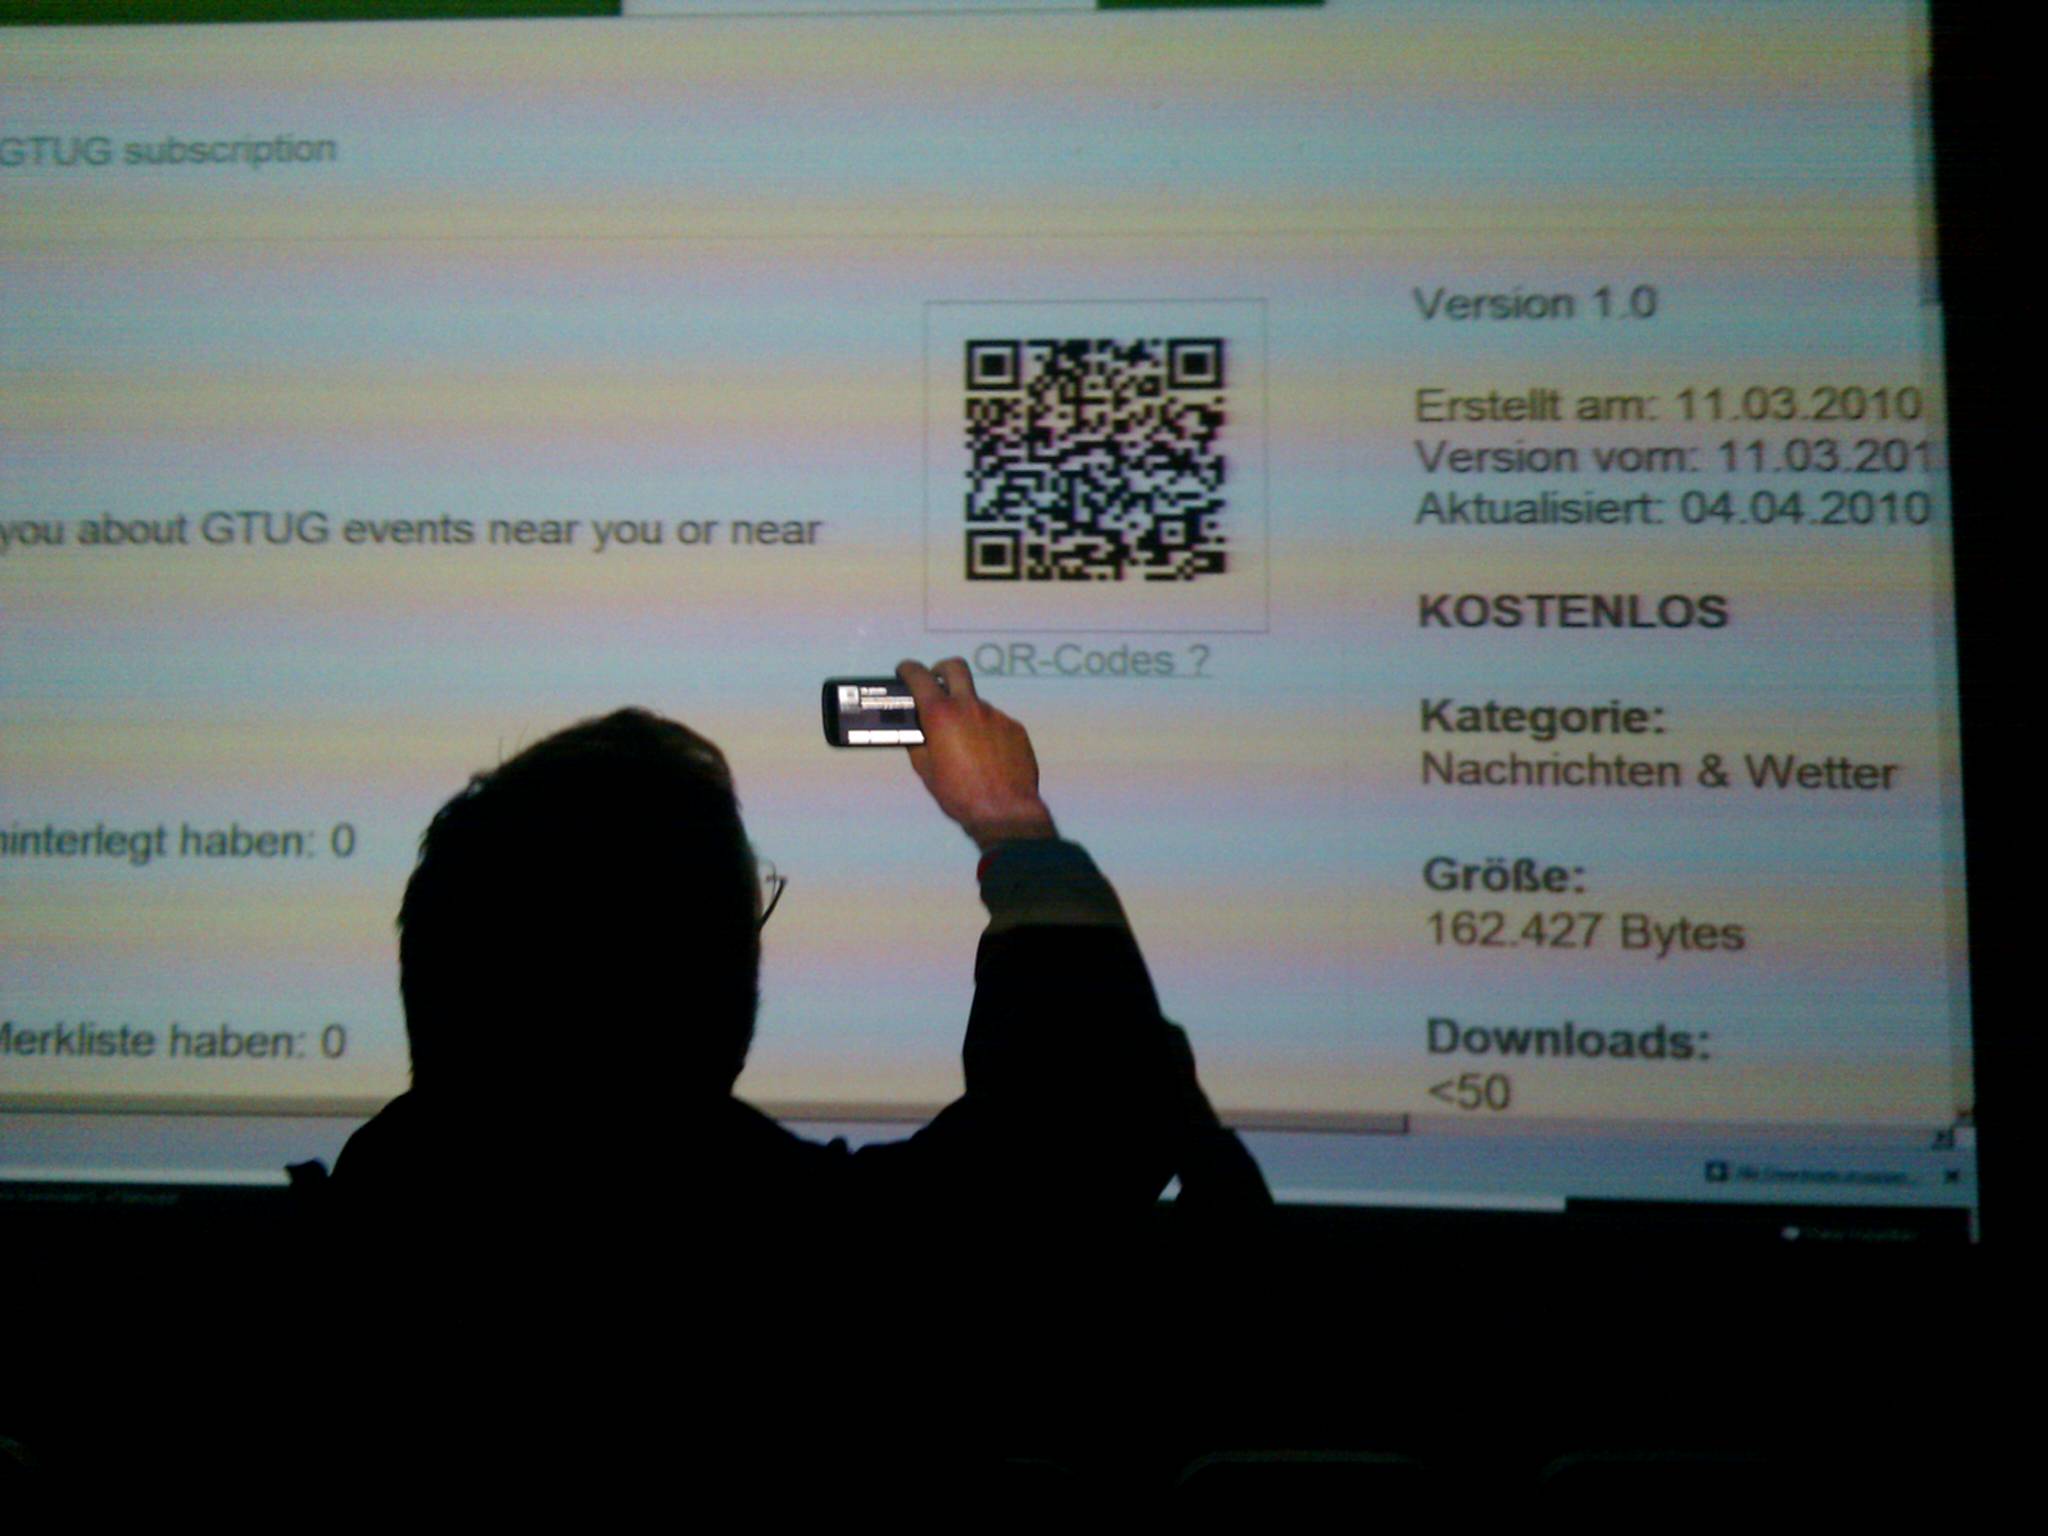 GTUG subscription
you about GTUG events near you or near
hinterlegt haben: 0
Merkliste haben: 0
QR-Codes ?
Version 1.0
Erstellt am: 11.03.2010
Version vom: 11.03.201
Aktualisiert: 04.04.2010
KOSTENLOS
Kategorie:
Nachrichten & Wetter
Größe:
162.427 Bytes
Downloads:
<50